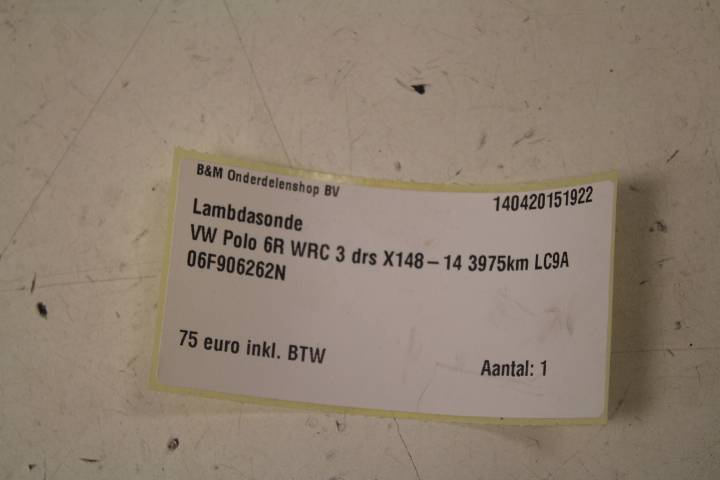 B&M Onderdelenshop BV
140420151922
Lambdasonde
VW Polo 6R WRC 3 drs X148 – 14 3975km LC9A
06F906262N
75 euro inkl. BTW
Aantal: 1